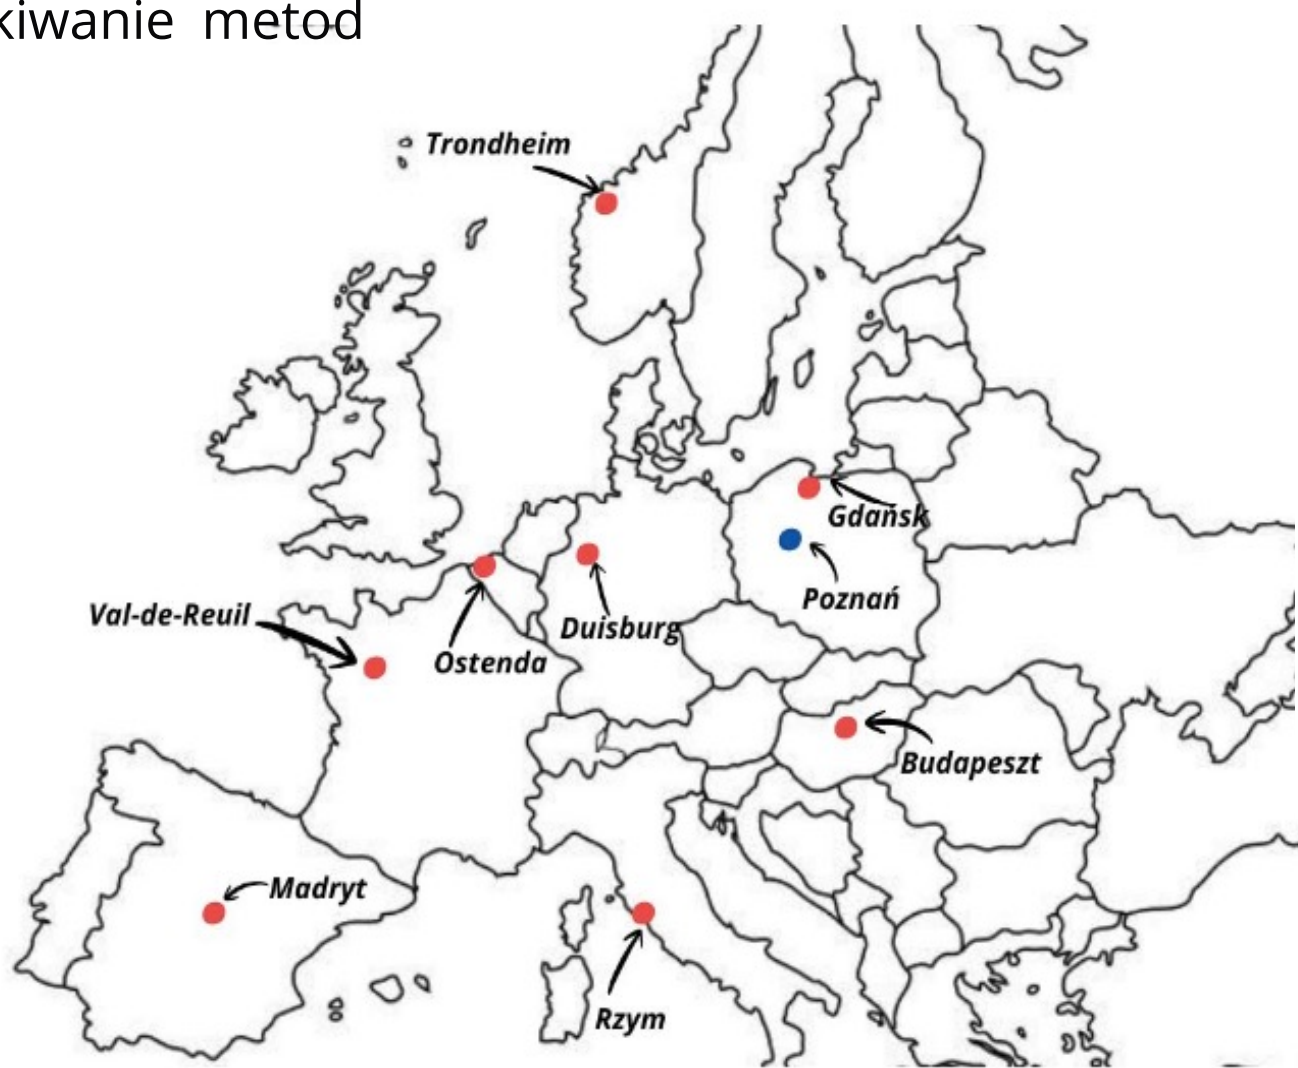 kiwanie metod
Trondheim
Gdańsk
Poznań
Val-de-Reuil
Duisburg
Ostenda
Budapeszt
Madryt
Rzym